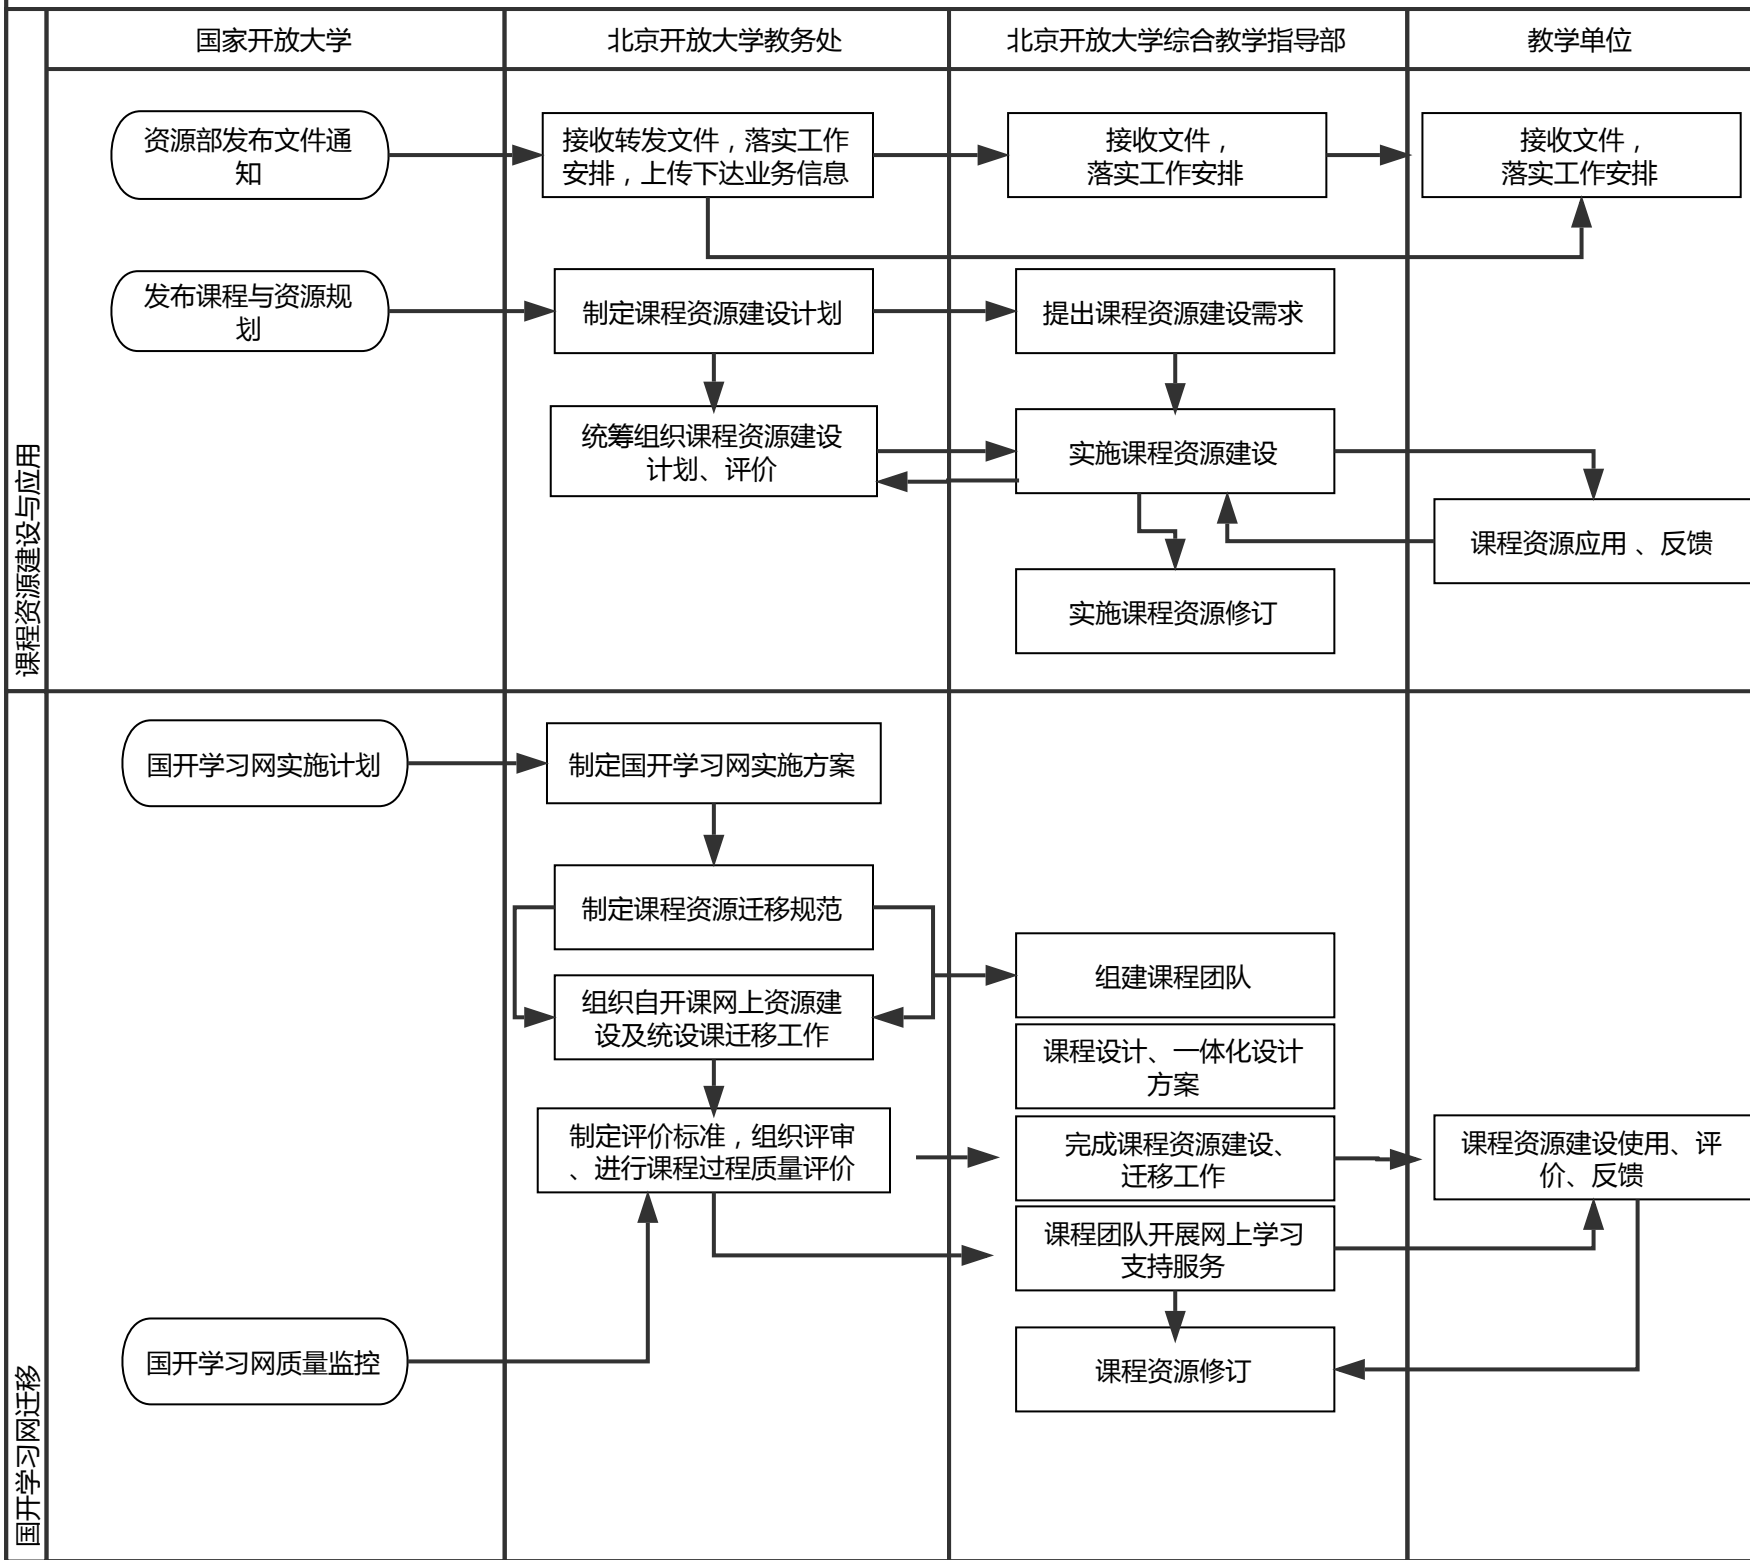 国家开放大学
北京开放大学教务处
北京开放大学综合教学指导部
教学单位
课程资源建设与应用
资源部发布文件通
知
接收转发文件，落实工作
安排，上传下达业务信息
接收文件，
落实工作安排
接收文件，
落实工作安排
发布课程与资源规
划
制定课程资源建设计划
提出课程资源建设需求
统筹组织课程资源建设
计划、评价
实施课程资源建设
课程资源应用 、反馈
实施课程资源修订
国开学习网迁移
国开学习网实施计划
制定国开学习网实施方案
制定课程资源迁移规范
组建课程团队
组织自开课网上资源建
设及统设课迁移工作
课程设计、一体化设计
方案
制定评价标准，组织评审
、进行课程过程质量评价
完成课程资源建设、
迁移工作
课程资源建设使用、评
价、反馈
课程团队开展网上学习
支持服务
国开学习网质量监控
课程资源修订